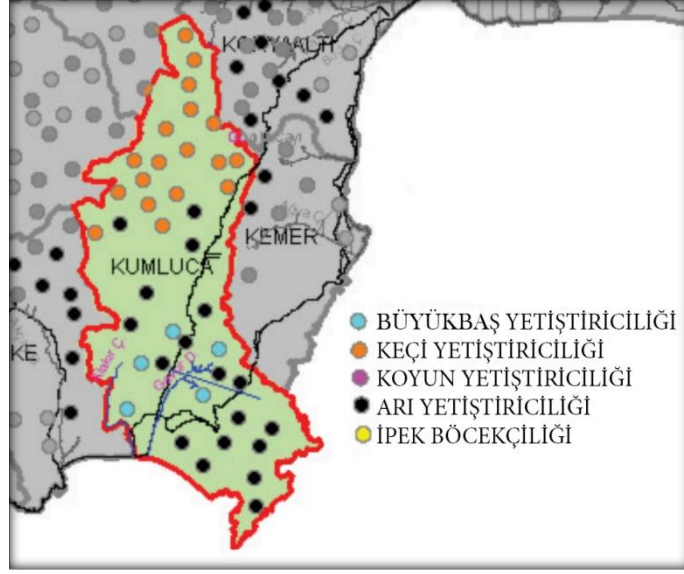 KONYAALTI
KEMER
KUMLUCA
KE
Alakır Ç.
BÜYÜKBAŞ YETİŞTİRİCİLİĞİ
KEÇİ YETİŞTİRİCİLİĞİ
KOYUN YETİŞTİRİCİLİĞİ
ARI YETİŞTİRİCİLİĞİ
İPEK BÖCEKÇİLİĞİ